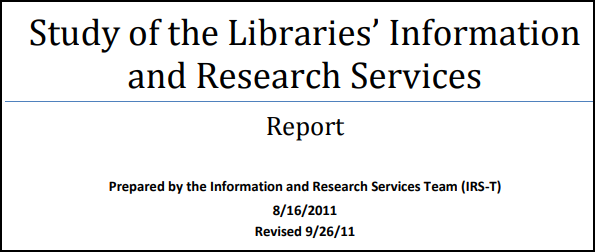 Study of the Libraries’ Information
and Research Services
Report
Prepared by the Information and Research Services Team (IRS-T)
8/16/2011
Revised 9/26/11